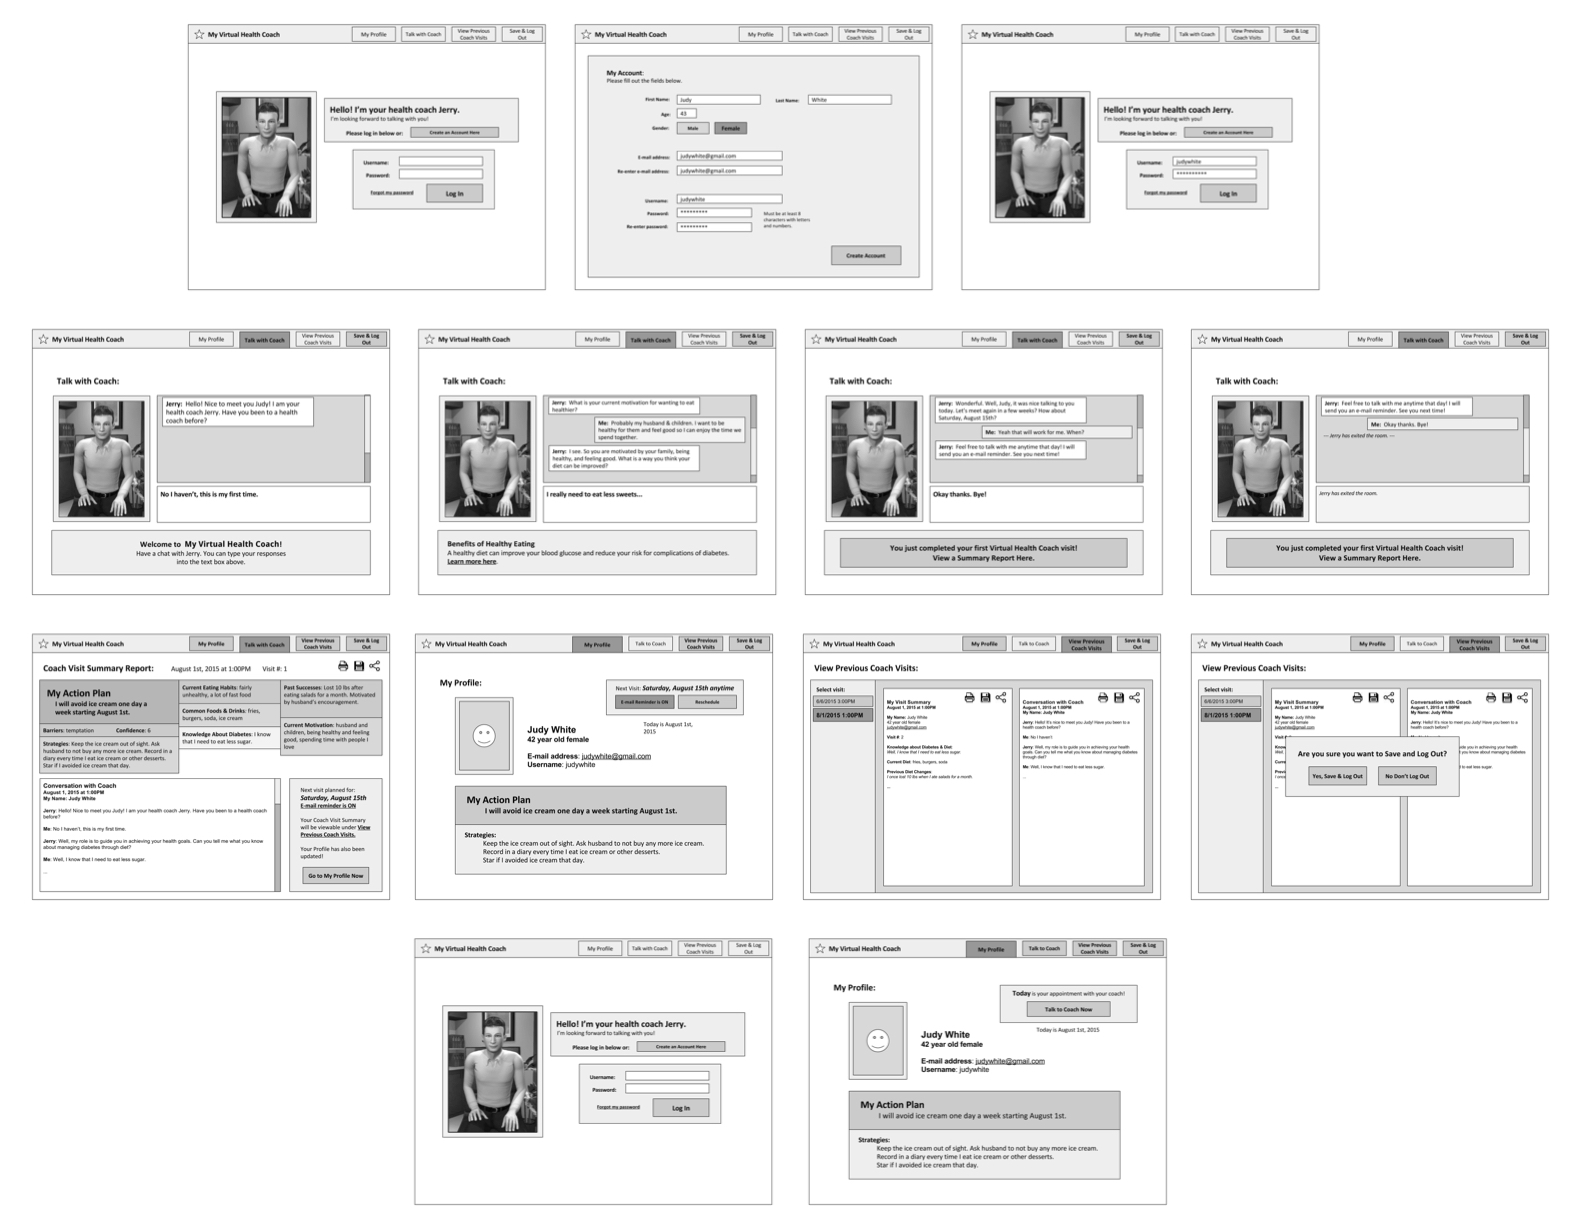 My Virtual Health Coach
My Profile
Talk with Coach
View Previous
Coach Visits
Save & Log
Out
Hello! I'm your health coach Jerry.
I'm looking forward to talking with you!
Please log in below or:
Create an Account Here
Username:
Password:
Forgot my password
Log In
My Virtual Health Coach
My Profile
Talk with Coach
View Previous
Coach Visits
Save & Log
Out
My Account:
Please fill out the fields below.
First Name: Judy
Last Name: White
Age: 43
Gender: Male Female
E-mail address: judywhite@gmail.com
Re-enter e-mail address: judywhite@gmail.com
Username: judywhite
Password: *********
Must be at least 8
characters with letters
and numbers.
Re-enter password: *********
Create Account
My Virtual Health Coach
My Profile
Talk with Coach
View Previous
Coach Visits
Save & Log
Out
Hello! I'm your health coach Jerry.
I'm looking forward to talking with you!
Please log in below or:
Create an Account Here
Username: judywhite
Password: **********
Forgot my password
Log In
My Virtual Health Coach
My Profile
Talk with Coach
View Previous
Coach Visits
Save & Log
Out
Talk with Coach:
Jerry: Hello! Nice to meet you Judy! I am your
health coach Jerry. Have you been to a health
coach before?
No I haven't, this is my first time.
Welcome to My Virtual Health Coach!
Have a chat with Jerry. You can type your responses
into the text box above.
My Virtual Health Coach
My Profile
Talk with Coach
View Previous
Coach Visits
Save & Log
Out
Talk with Coach:
Jerry: What is your current motivation for wanting to eat
healthier?
Me: Probably my husband & children. I want to be
healthy for them and feel good so I can enjoy the time we
spend together.
Jerry: I see. So you are motivated by your family, being
healthy, and feeling good. What is a way you think your
diet can be improved?
I really need to eat less sweets...
Benefits of Healthy Eating
A healthy diet can improve your blood glucose and reduce your risk for complications of diabetes.
Learn more here.
My Virtual Health Coach
My Profile
Talk with Coach
View Previous
Coach Visits
Save & Log
Out
Talk with Coach:
Jerry: Wonderful. Well, Judy, it was nice talking to you
today. Let's meet again in a few weeks? How about
Saturday, August 15th?
Me: Yeah that will work for me. When?
Jerry: Feel free to talk with me anytime that day! I will
send you an e-mail reminder. See you next time!
Okay thanks. Bye!
You just completed your first Virtual Health Coach visit!
View a Summary Report Here.
My Virtual Health Coach
My Profile
Talk with Coach
View Previous
Coach Visits
Save & Log
Out
Talk with Coach:
Jerry: Feel free to talk with me anytime that day! I will
send you an e-mail reminder. See you next time!
Me: Okay thanks. Bye!
--- Jerry has exited the room. ---
Jerry has exited the room.
You just completed your first Virtual Health Coach visit!
View a Summary Report Here.
My Virtual Health Coach
My Profile
Talk with Coach
View Previous
Coach Visits
Save & Log
Out
Coach Visit Summary Report: August 1st, 2015 at 1:00PM Visit #: 1
My Action Plan
I will avoid ice cream one day a
week starting August 1st.
Barriers: temptation Confidence: 6
Strategies: Keep the ice cream out of sight. Ask
husband to not buy any more ice cream. Record in a
diary every time I eat ice cream or other desserts.
Star if I avoided ice cream that day.
Current Eating Habits: fairly
unhealthy, a lot of fast food
Common Foods & Drinks: fries,
burgers, soda, ice cream
Knowledge About Diabetes: I know
that I need to eat less sugar.
Past Successes: Lost 10 lbs after
eating salads for a month. Motivated
by husband's encouragement.
Current Motivation: husband and
children, being healthy and feeling
good, spending time with people I
love
Conversation with Coach
August 1, 2015 at 1:00PM
My Name: Judy White
Jerry: Hello! Nice to meet you Judy! I am your health coach Jerry. Have you been to a health coach
before?
Me: No I haven't, this is my first time.
Jerry: Well, my role is to guide you in achieving your health goals. Can you tell me what you know
about managing diabetes through diet?
Me: Well, I know that I need to eat less sugar.
...
Next visit planned for:
Saturday, August 15th
E-mail reminder is ON
Your Coach Visit Summary
will be viewable under View
Previous Coach Visits.
Your Profile has also been
updated!
Go to My Profile Now
My Virtual Health Coach
My Profile
Talk to Coach
View Previous
Coach Visits
Save & Log
Out
My Profile:
Next Visit: Saturday, August 15th anytime
E-mail Reminder is ON
Reschedule
Today is August 1st,
2015
Judy White
42 year old female
E-mail address: judywhite@gmail.com
Username: judywhite
My Action Plan
I will avoid ice cream one day a week starting August 1st.
Strategies:
Keep the ice cream out of sight. Ask husband to not buy any more ice cream.
Record in a diary every time I eat ice cream or other desserts.
Star if I avoided ice cream that day.
My Virtual Health Coach
My Profile
Talk to Coach
View Previous
Coach Visits
Save & Log
Out
View Previous Coach Visits:
Select visit:
6/6/2015 3:00PM
8/1/2015 1:00PM
My Visit Summary
August 1, 2015 at 1:00PM
My Name: Judy White
42 year old female
judywhite@gmail.com
Visit #: 2
Knowledge about Diabetes & Diet:
Well, I know that I need to eat less sugar.
Current Diet: fries, burgers, soda
Previous Diet Changes:
I once lost 10 lbs when I ate salads for a month
...
Conversation with Coach
August 1, 2015 at 1:00PM
My Name: Judy White
Jerry: Hello! It's nice to meet you Judy! Have you been to a
health coach before?
Me: No I haven't
Jerry: Well, my role is to guide you in achieving your health
goals. Can you tell me what you know about managing diabetes
through diet?
Me: Well, I know that I need to eat less sugar.
...
My Virtual Health Coach
My Profile
Talk to Coach
View Previous
Coach Visits
Save & Log
Out
View Previous Coach Visits:
Select visit:
6/6/2015 3:00PM
8/1/2015 1:00PM
My Visit Summary
August 1, 2015 at 1:00PM
My Name: Judy White
42 year old female
judywhite@gmail.com
Conversation with Coach
August 1, 2015 at 1:00PM
My Name: Judy White
Jerry: Hello! It's nice to meet you Judy! Have you been to a
health coach before?
Are you sure you want to Save and Log Out?
Yes, Save & Log Out
No Don't Log Out
My Virtual Health Coach
My Profile
Talk with Coach
View Previous
Coach Visits
Save & Log
Out
Hello! I'm your health coach Jerry.
I'm looking forward to talking with you!
Please log in below or:
Create an Account Here
Username:
Password:
Forgot my password
Log In
My Virtual Health Coach
My Profile
Talk to Coach
View Previous
Coach Visits
Save & Log
Out
My Profile:
Today is your appointment with your coach!
Talk to Coach Now
Today is August 1st, 2015
Judy White
42 year old female
E-mail address: judywhite@gmail.com
Username: judywhite
My Action Plan
I will avoid ice cream one day a week starting August 1st.
Strategies:
Keep the ice cream out of sight. Ask husband to not buy any more ice cream.
Record in a diary every time I eat ice cream or other desserts.
Star if I avoided ice cream that day.